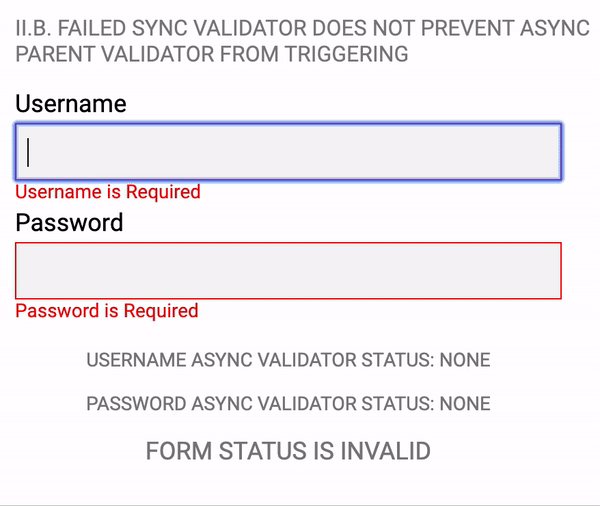 II.B. FAILED SYNC VALIDATOR DOES NOT PREVENT ASYNC
PARENT VALIDATOR FROM TRIGGERING
Username
Username is Required
Password
Password is Required
USERNAME ASYNC VALIDATOR STATUS: NONE
PASSWORD ASYNC VALIDATOR STATUS: NONE
FORM STATUS IS INVALID